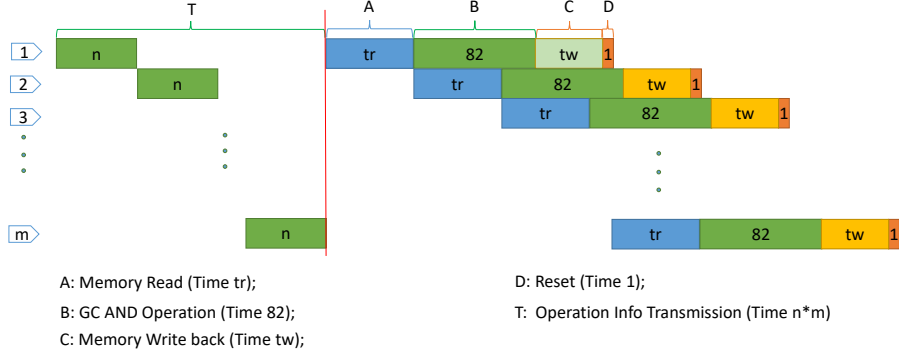 T A B C D
1 n tr 82 tw 1
2 n tr 82 tw 1
3 tr 82 tw 1
m n tr 82 tw 1
A: Memory Read (Time tr);
B: GC AND Operation (Time 82);
C: Memory Write back (Time tw);
D: Reset (Time 1);
T: Operation Info Transmission (Time n*m)